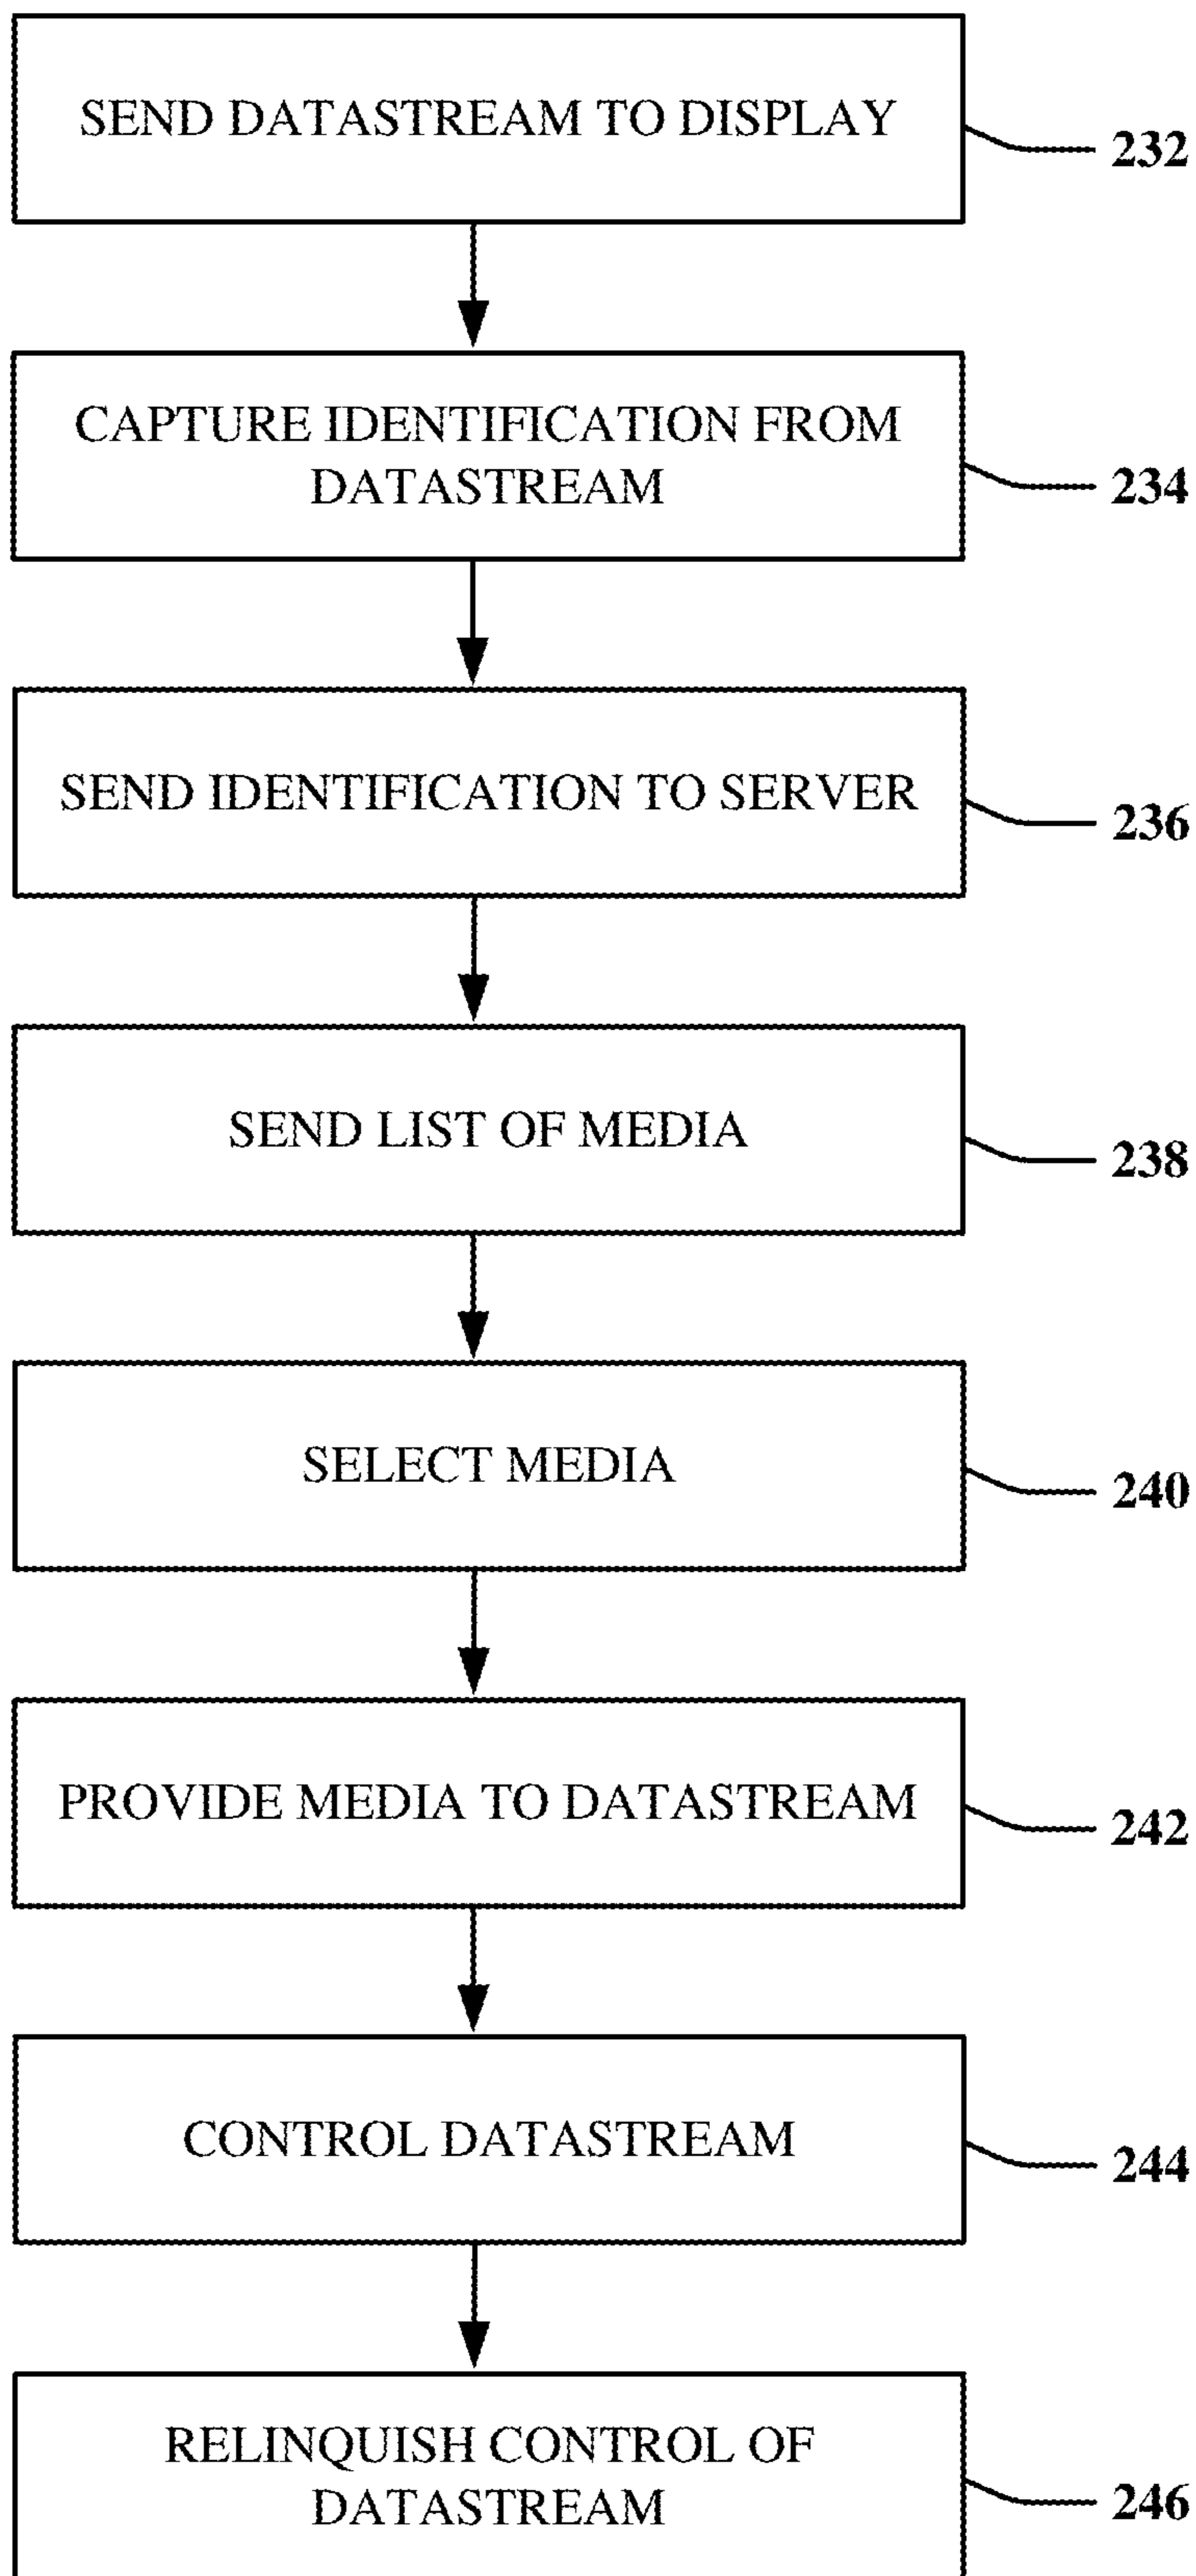 SEND DATASTREAM TO DISPLAY
232
CAPTURE IDENTIFICATION FROM
DATASTREAM
234
SEND IDENTIFICATION TO SERVER
236
SEND LIST OF MEDIA
238
SELECT MEDIA
240
PROVIDE MEDIA TO DATASTREAM
242
CONTROL DATASTREAM
244
RELINQUISH CONTROL OF
DATASTREAM
246